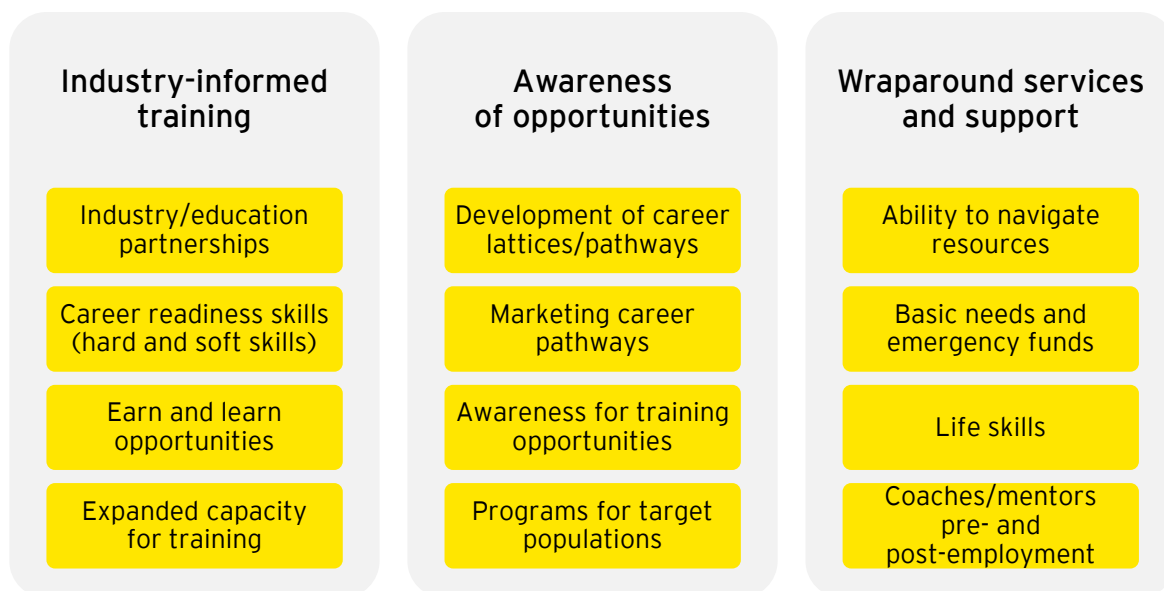 Industry-informed
training
Industry/education
partnerships
Career readiness skills
(hard and soft skills)
Earn and learn
opportunities
Expanded capacity
for training
Awareness
of opportunities
Development of career
lattices/pathways
Marketing career
pathways
Awareness for training
opportunities
Programs for target
populations
Wraparound services
and support
Ability to navigate
resources
Basic needs and
emergency funds
Life skills
Coaches/mentors
pre- and
post-employment